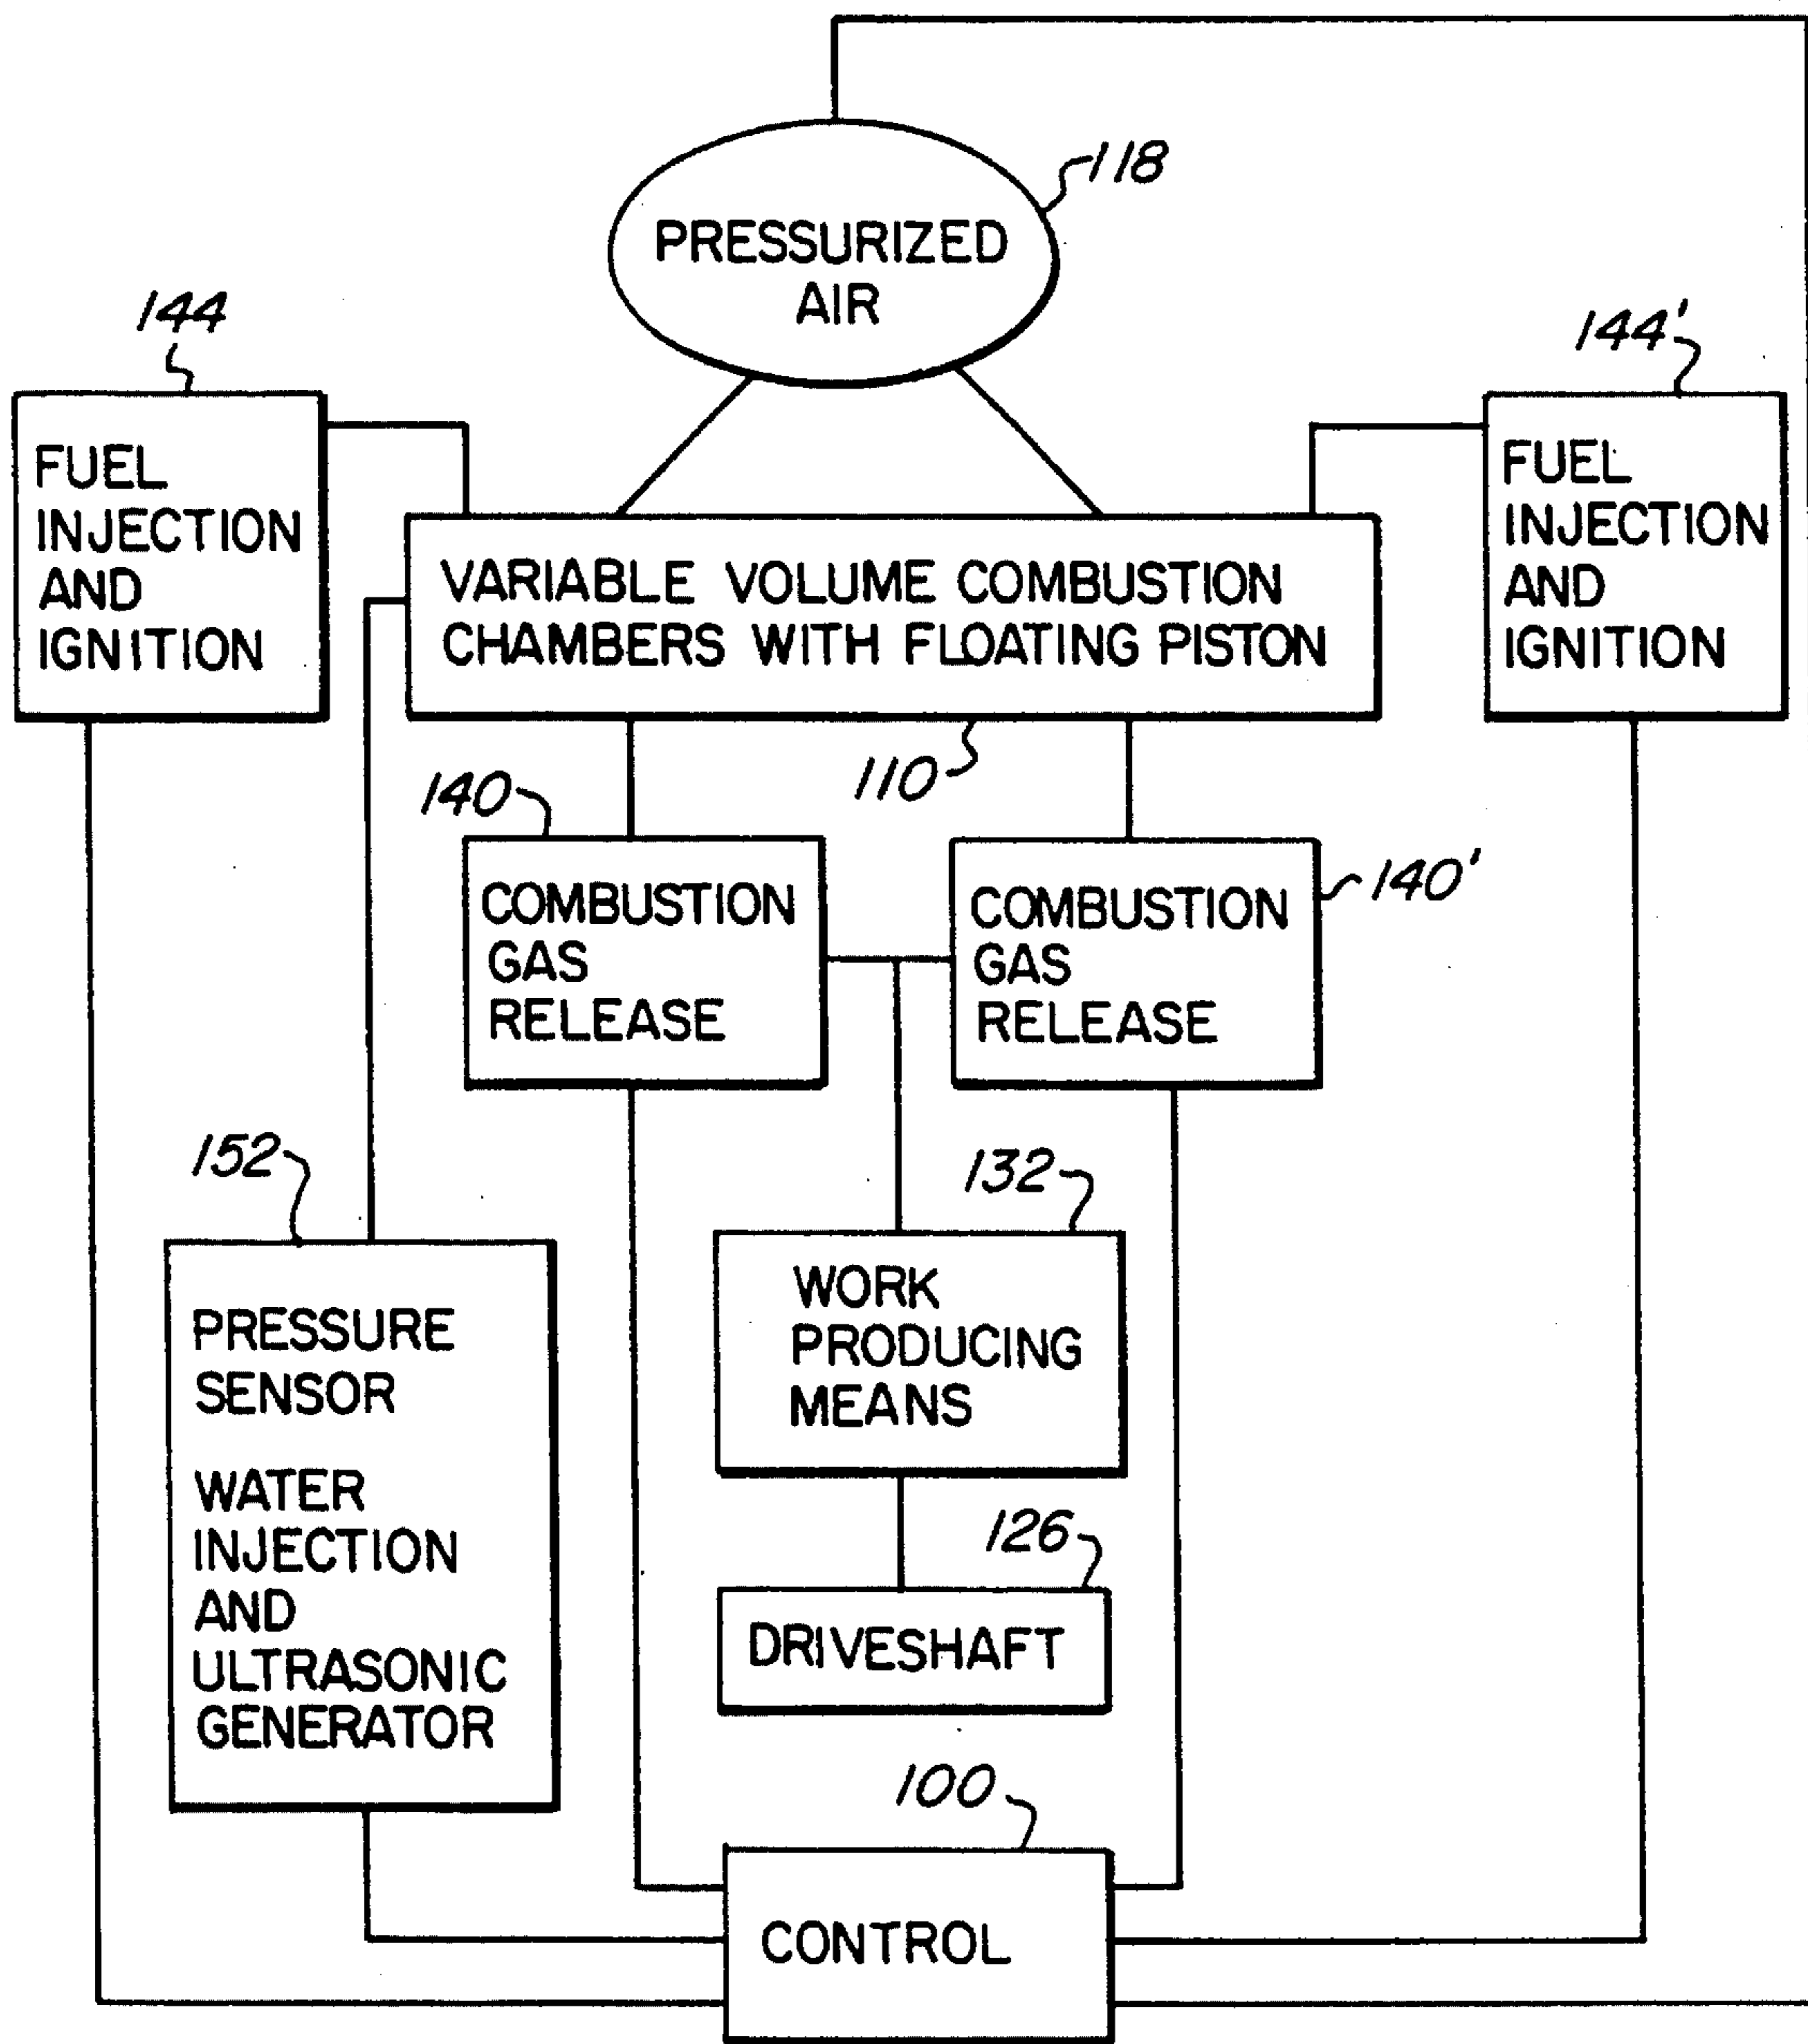 118
PRESSURIZED
AIR
144
FUEL
INJECTION
AND
IGNITION
144'
FUEL
INJECTION
AND
IGNITION
VARIABLE VOLUME COMBUSTION
CHAMBERS WITH FLOATING PISTON
110
140
COMBUSTION
GAS
RELEASE
140'
COMBUSTION
GAS
RELEASE
152
PRESSURE
SENSOR
WATER
INJECTION
AND
ULTRASONIC
GENERATOR
132
WORK
PRODUCING
MEANS
126
DRIVESHAFT
100
CONTROL